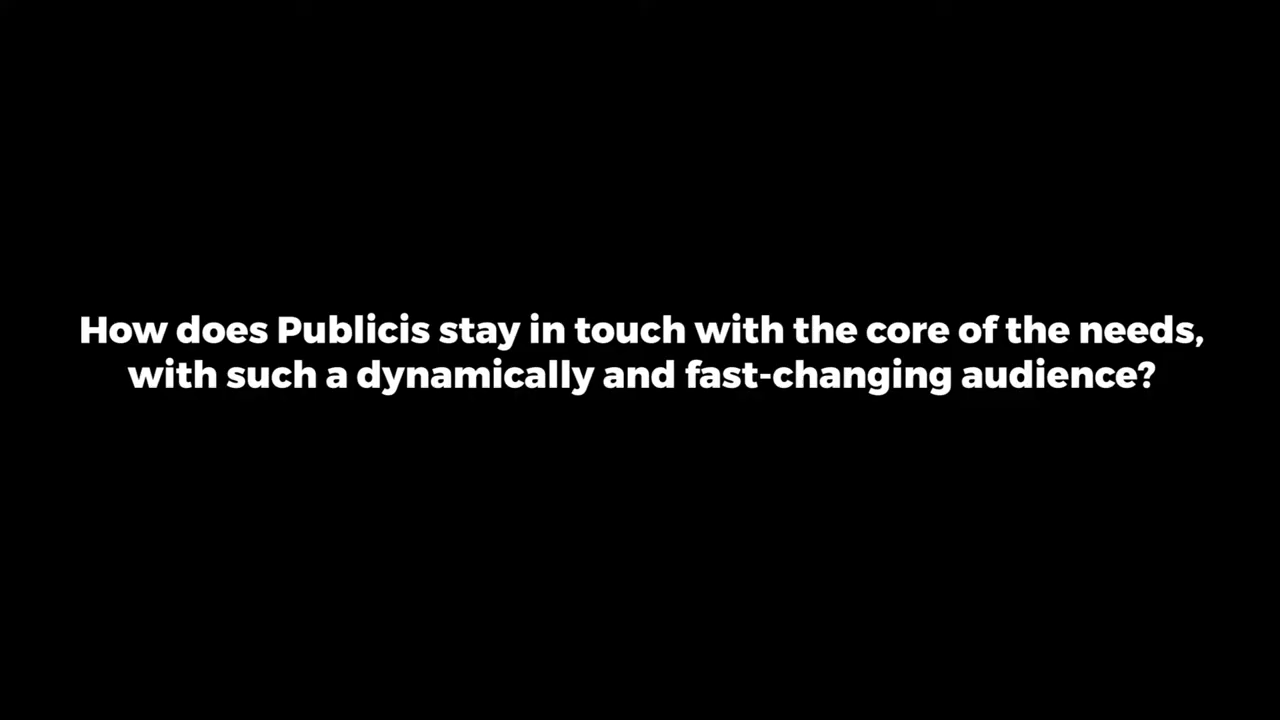 How does Publicis stay in touch with the core of the needs,
with such a dynamically and fast-changing audience?